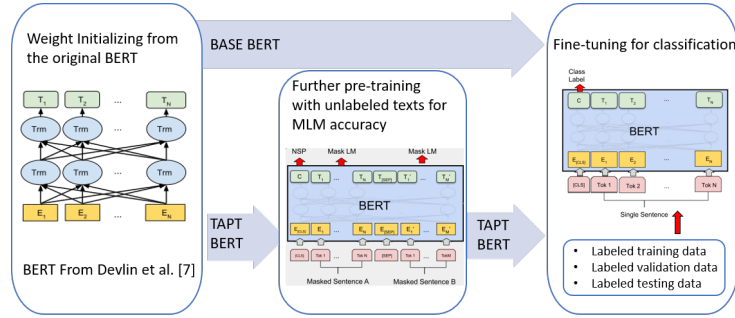 Weight Initializing from
the original BERT
T1 T2 ... TN
Trm Trm ... Trm
Trm Trm ... Trm
E1 E2 ... EN
BERT From Devlin et al. [7]
BASE BERT
TAPT
BERT
Further pre-training
with unlabeled texts for
MLM accuracy
NSP Mask LM Mask LM
C T1 ... TN T[SEP] T1' ... TM'
BERT
E[CLS] E1 ... EN E[SEP] E1' ... EM'
[CLS] Tok 1 ... Tok N [SEP] Tok 1 ... TokM
Masked Sentence A Masked Sentence B
TAPT
BERT
Fine-tuning for classification
Class
Label
C T1 T2 ... TN
BERT
E[CLS] E1 E2 ... EN
[CLS] Tok 1 Tok 2 ... Tok N
Single Sentence
• Labeled training data
• Labeled validation data
• Labeled testing data